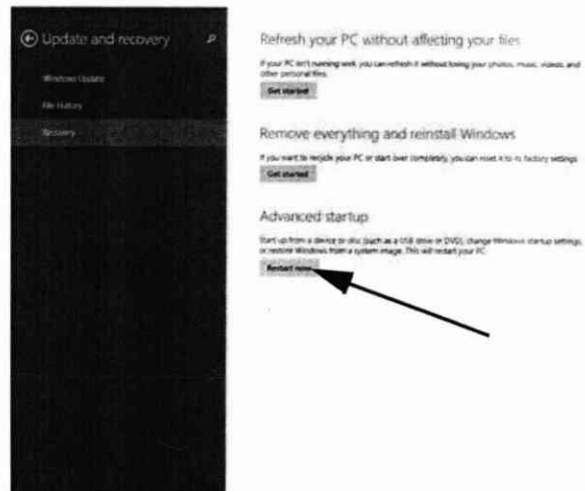 Update and recovery
Windows Update
File History
Recovery
Refresh your PC without affecting your files
If your PC isn't running well, you can refresh it without losing your photos, music, videos, and
other personal files.
Get started
Remove everything and reinstall Windows
If you want to recycle your PC or start over completely, you can reset it to its factory settings.
Get started
Advanced startup
Start up from a device or disc (such as a USB drive or DVD), change Windows startup settings,
or restore Windows from a system image. This will restart your PC.
Restart now